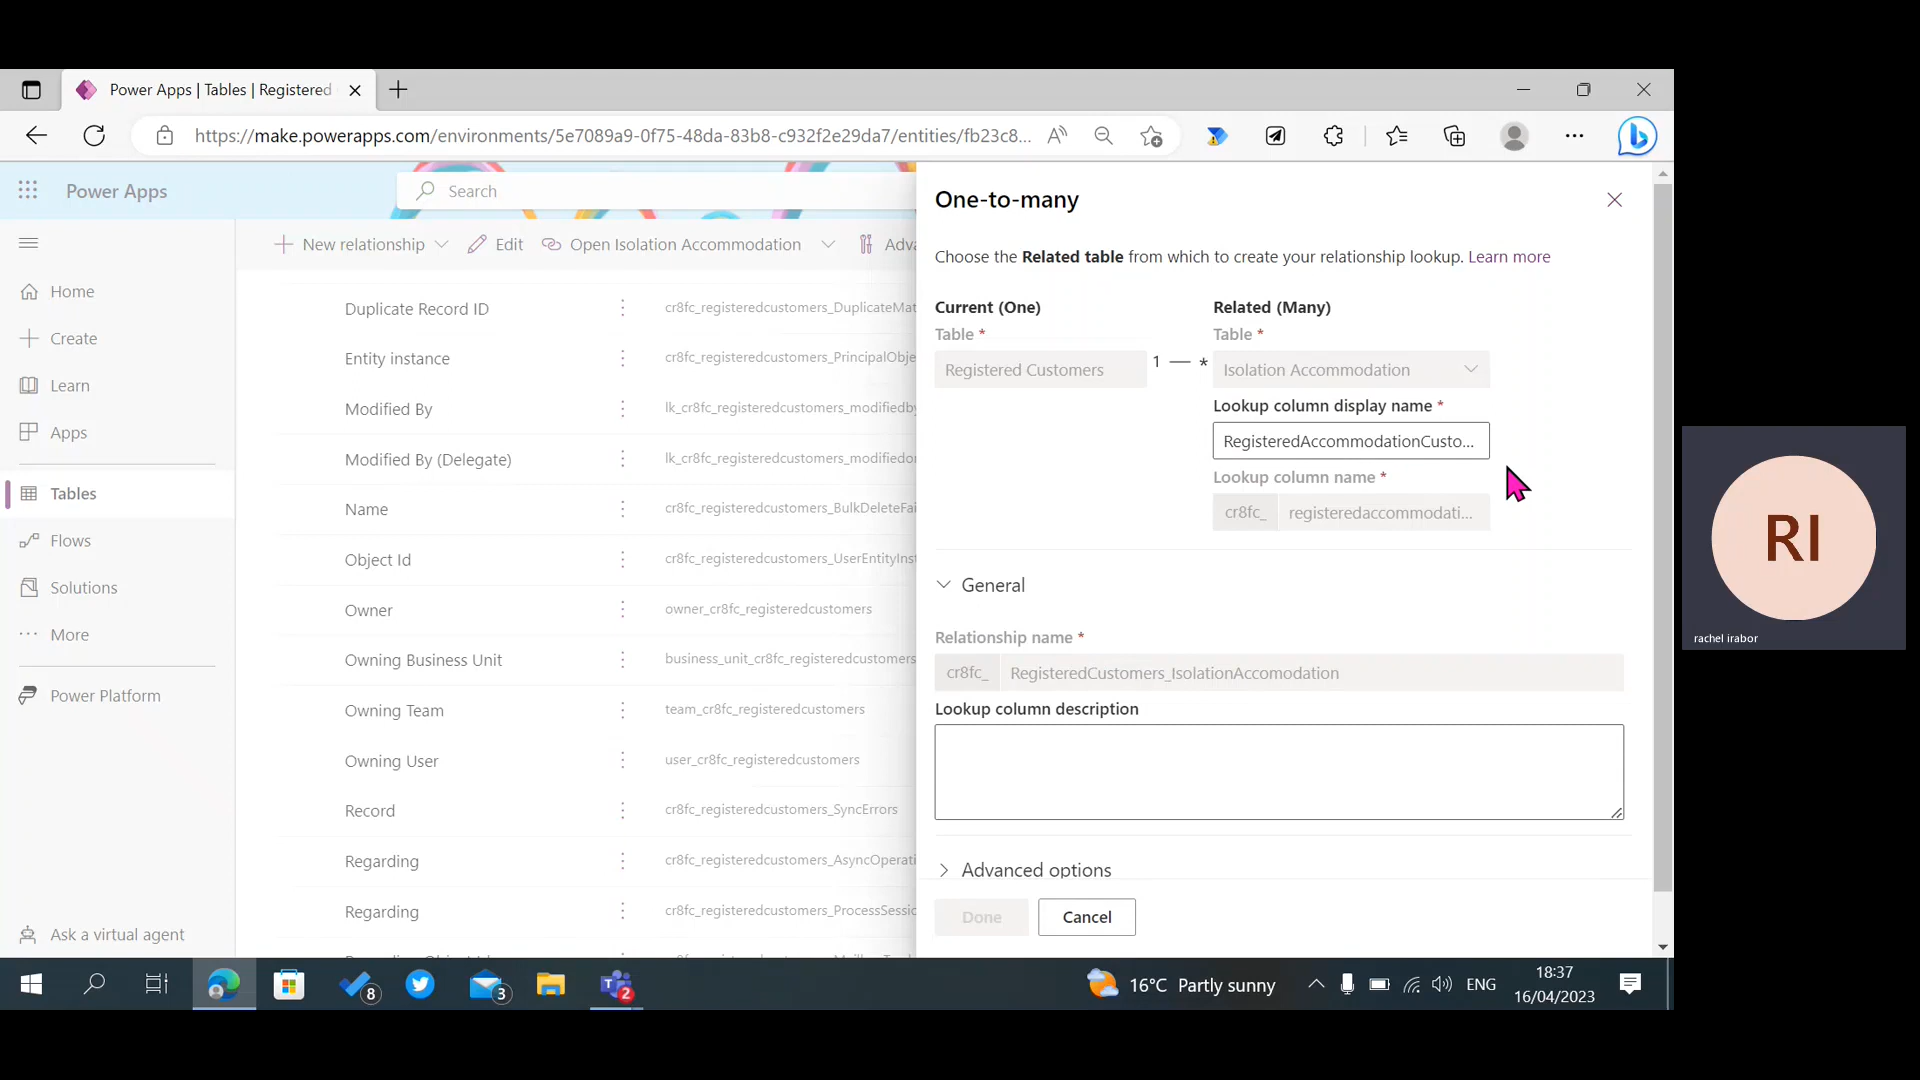 Power Apps | Tables | Registered
https://make.powerapps.com/environments/5e7089a9-0f75-48da-83b8-c932f2e29da7/entities/fb23c8...
Power Apps
Search
New relationship
Edit
Open Isolation Accommodation
Adva
Home
Create
Learn
Apps
Tables
Flows
Solutions
More
Power Platform
Ask a virtual agent
Duplicate Record ID cr8fc_registeredcustomers_DuplicateMat
Entity instance cr8fc_registeredcustomers_PrincipalObje
Modified By lk_cr8fc_registeredcustomers_modifiedby
Modified By (Delegate) lk_cr8fc_registeredcustomers_modifiedo
Name cr8fc_registeredcustomers_BulkDeleteFai
Object Id cr8fc_registeredcustomers_UserEntityInst
Owner owner_cr8fc_registeredcustomers
Owning Business Unit business_unit_cr8fc_registeredcustomers
Owning Team team_cr8fc_registeredcustomers
Owning User user_cr8fc_registeredcustomers
Record cr8fc_registeredcustomers_SyncErrors
Regarding cr8fc_registeredcustomers_AsyncOperati
Regarding cr8fc_registeredcustomers_ProcessSessio
One-to-many
Choose the Related table from which to create your relationship lookup. Learn more
Current (One)
Table *
Registered Customers
1 — *
Related (Many)
Table *
Isolation Accommodation
Lookup column display name *
RegisteredAccommodationCusto...
Lookup column name *
cr8fc_ registeredaccommodati...
General
Relationship name *
cr8fc_ RegisteredCustomers_IsolationAccomodation
Lookup column description
Advanced options
Done
Cancel
RI
rachel irabor
8
3
T
2
16°C Partly sunny
ENG
18:37
16/04/2023